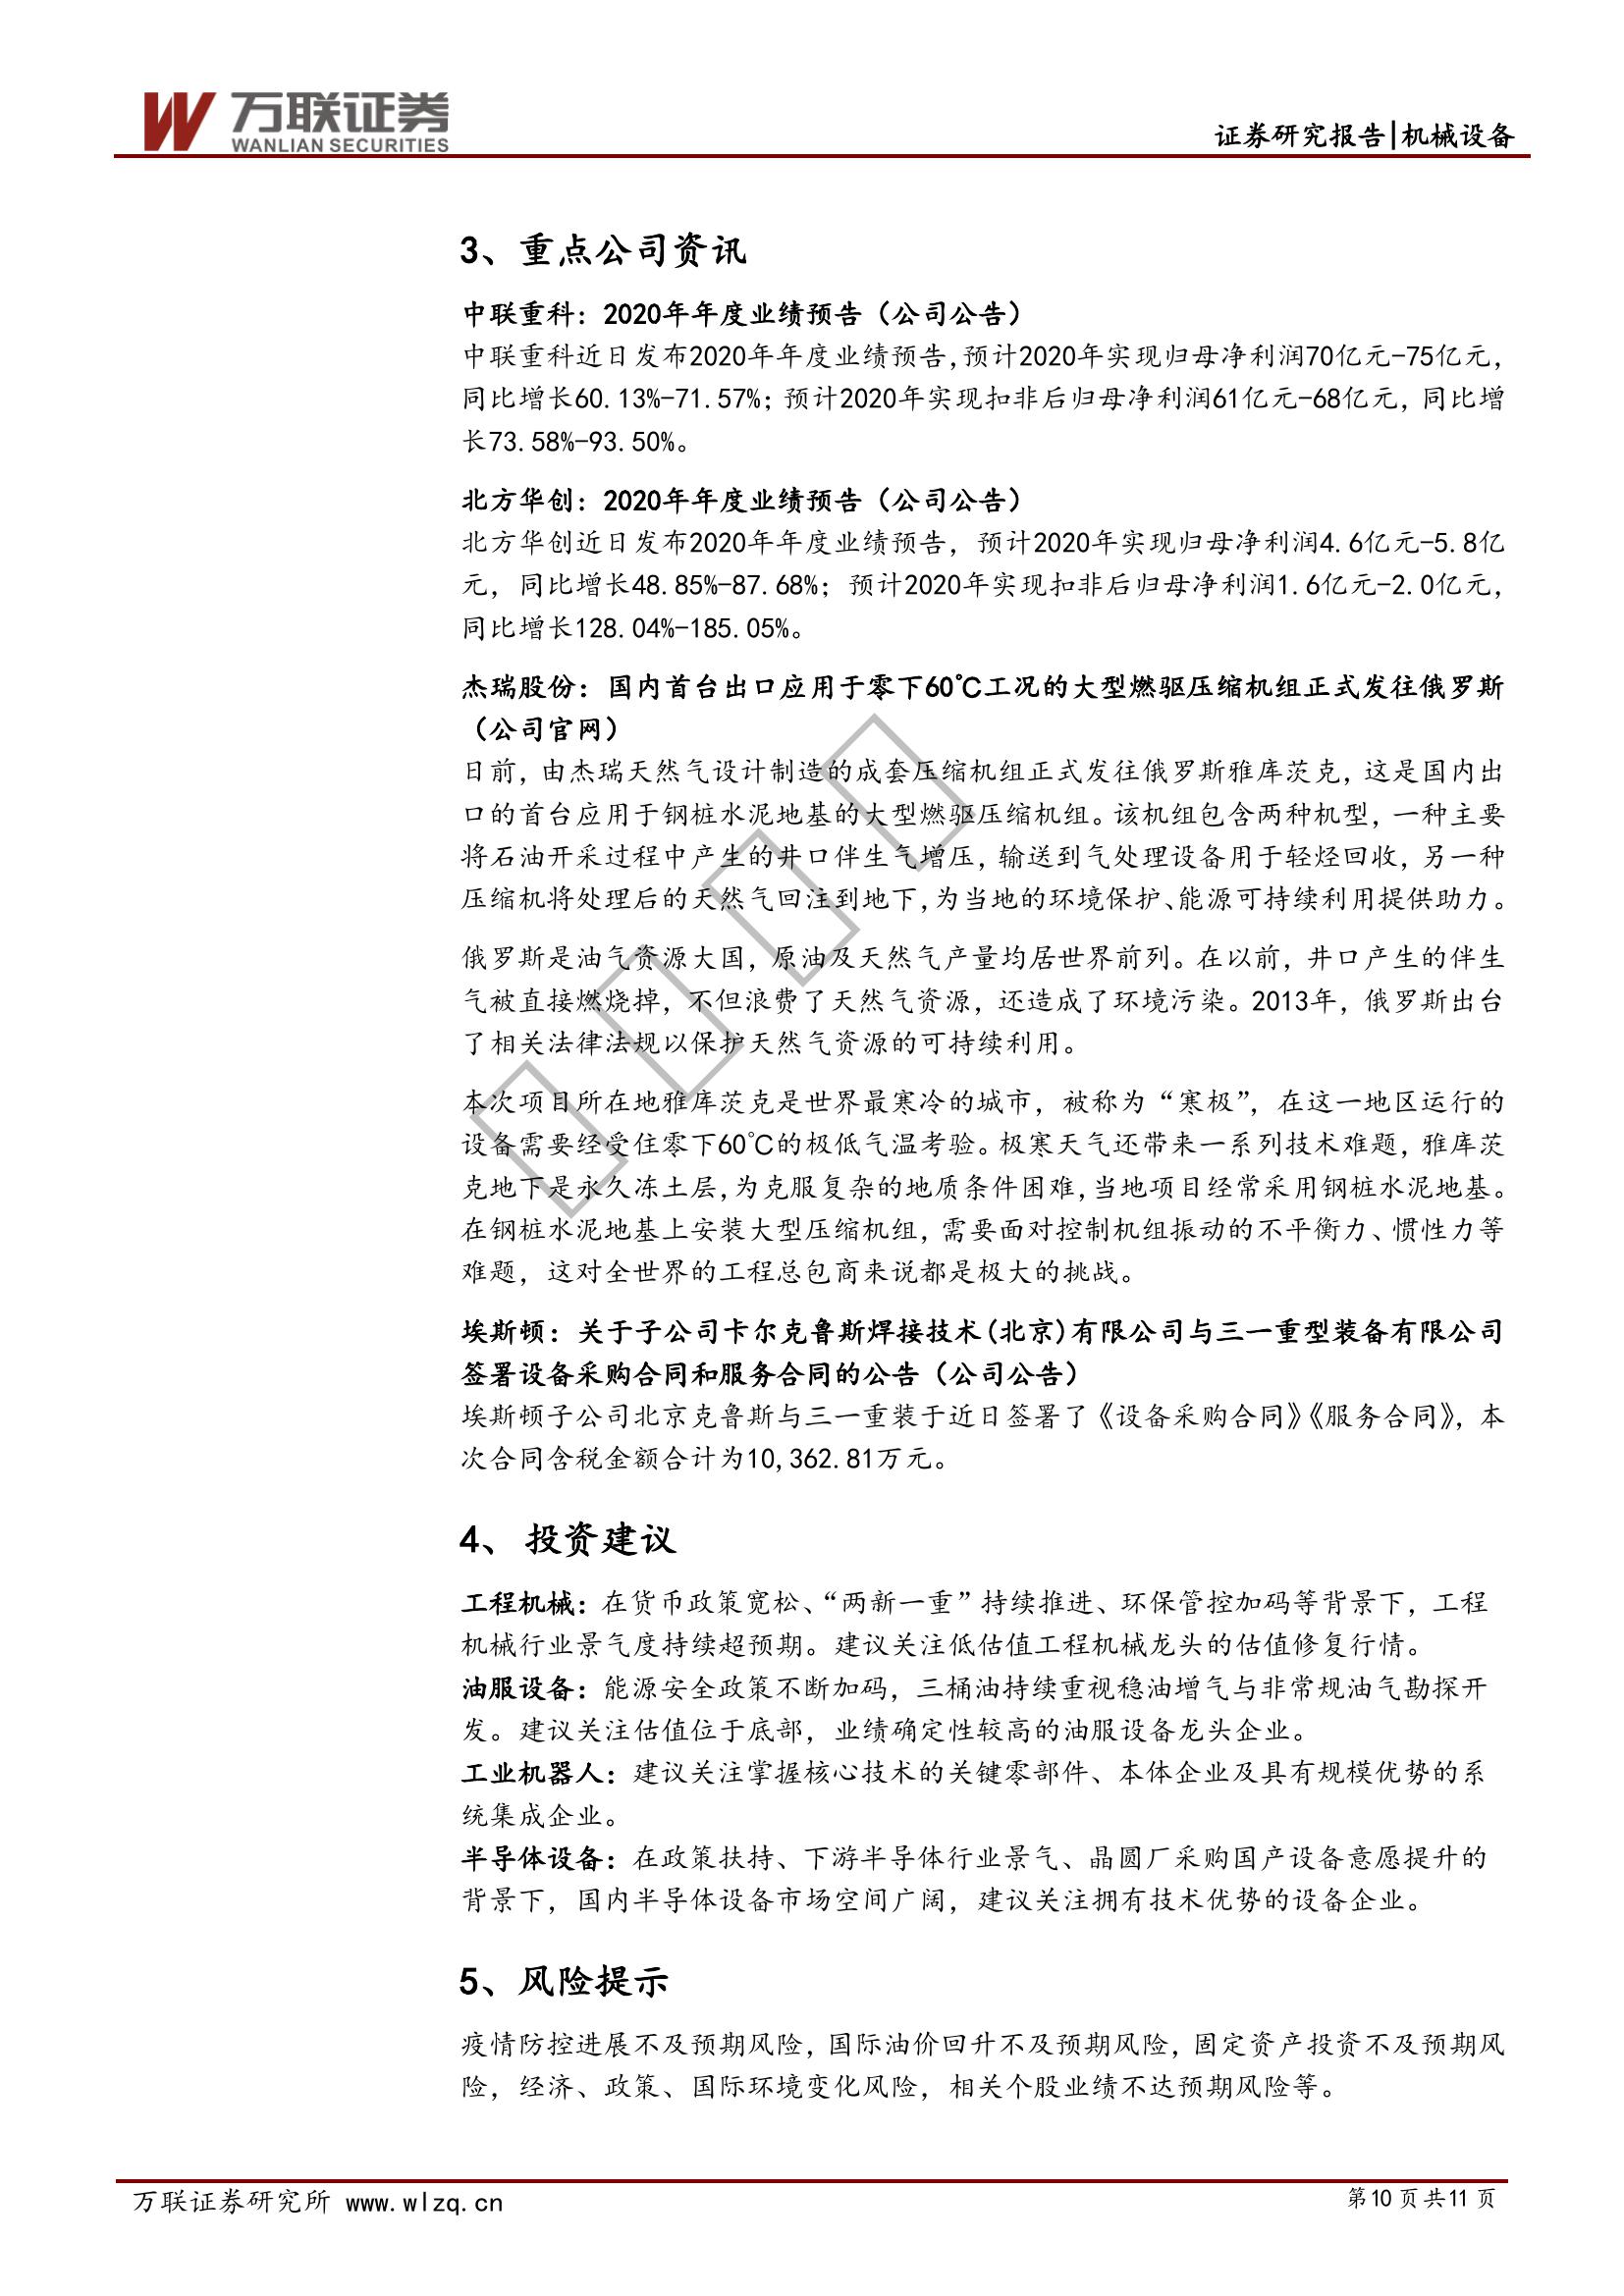 万联证券
WANLIAN SECURITIES
证券研究报告|机械设备
3、重点公司资讯
中联重科：2020年年度业绩预告（公司公告）
中联重科近日发布2020年年度业绩预告，预计2020年实现归母净利润70亿元-75亿元，
同比增长60.13%-71.57%；预计2020年实现扣非后归母净利润61亿元-68亿元，同比增
长73.58%-93.50%。
北方华创：2020年年度业绩预告（公司公告）
北方华创近日发布2020年年度业绩预告，预计2020年实现归母净利润4.6亿元-5.8亿
元，同比增长48.85%-87.68%；预计2020年实现扣非后归母净利润1.6亿元-2.0亿元，
同比增长128.04%-185.05%。
杰瑞股份：国内首台出口应用于零下60℃工况的大型燃驱压缩机组正式发往俄罗斯
（公司官网）
日前，由杰瑞天然气设计制造的成套压缩机组正式发往俄罗斯雅库茨克，这是国内出
口的首台应用于钢桩水泥地基的大型燃驱压缩机组。该机组包含两种机型，一种主要
将石油开采过程中产生的井口伴生气增压，输送到气处理设备用于轻烃回收，另一种
压缩机将处理后的天然气回注到地下，为当地的环境保护、能源可持续利用提供助力。
俄罗斯是油气资源大国，原油及天然气产量均居世界前列。在以前，井口产生的伴生
气被直接燃烧掉，不但浪费了天然气资源，还造成了环境污染。2013年，俄罗斯出台
了相关法律法规以保护天然气资源的可持续利用。
本次项目所在地雅库茨克是世界最寒冷的城市，被称为“寒极”，在这一地区运行的
设备需要经受住零下60℃的极低气温考验。极寒天气还带来一系列技术难题，雅库茨
克地下是永久冻土层，为克服复杂的地质条件困难，当地项目经常采用钢桩水泥地基。
在钢桩水泥地基上安装大型压缩机组，需要面对控制机组振动的不平衡力、惯性力等
难题，这对全世界的工程总包商来说都是极大的挑战。
埃斯顿：关于子公司卡尔克鲁斯焊接技术(北京)有限公司与三一重型装备有限公司
签署设备采购合同和服务合同的公告（公司公告）
埃斯顿子公司北京克鲁斯与三一重装于近日签署了《设备采购合同》《服务合同》，本
次合同含税金额合计为10,362.81万元。
4、 投资建议
工程机械：在货币政策宽松、“两新一重”持续推进、环保管控加码等背景下，工程
机械行业景气度持续超预期。建议关注低估值工程机械龙头的估值修复行情。
油服设备：能源安全政策不断加码，三桶油持续重视稳油增气与非常规油气勘探开
发。建议关注估值位于底部，业绩确定性较高的油服设备龙头企业。
工业机器人：建议关注掌握核心技术的关键零部件、本体企业及具有规模优势的系
统集成企业。
半导体设备：在政策扶持、下游半导体行业景气、晶圆厂采购国产设备意愿提升的
背景下，国内半导体设备市场空间广阔，建议关注拥有技术优势的设备企业。
5、风险提示
疫情防控进展不及预期风险，国际油价回升不及预期风险，固定资产投资不及预期风
险，经济、政策、国际环境变化风险，相关个股业绩不达预期风险等。
万联证券研究所 www.wlzq.cn
第10页共11页